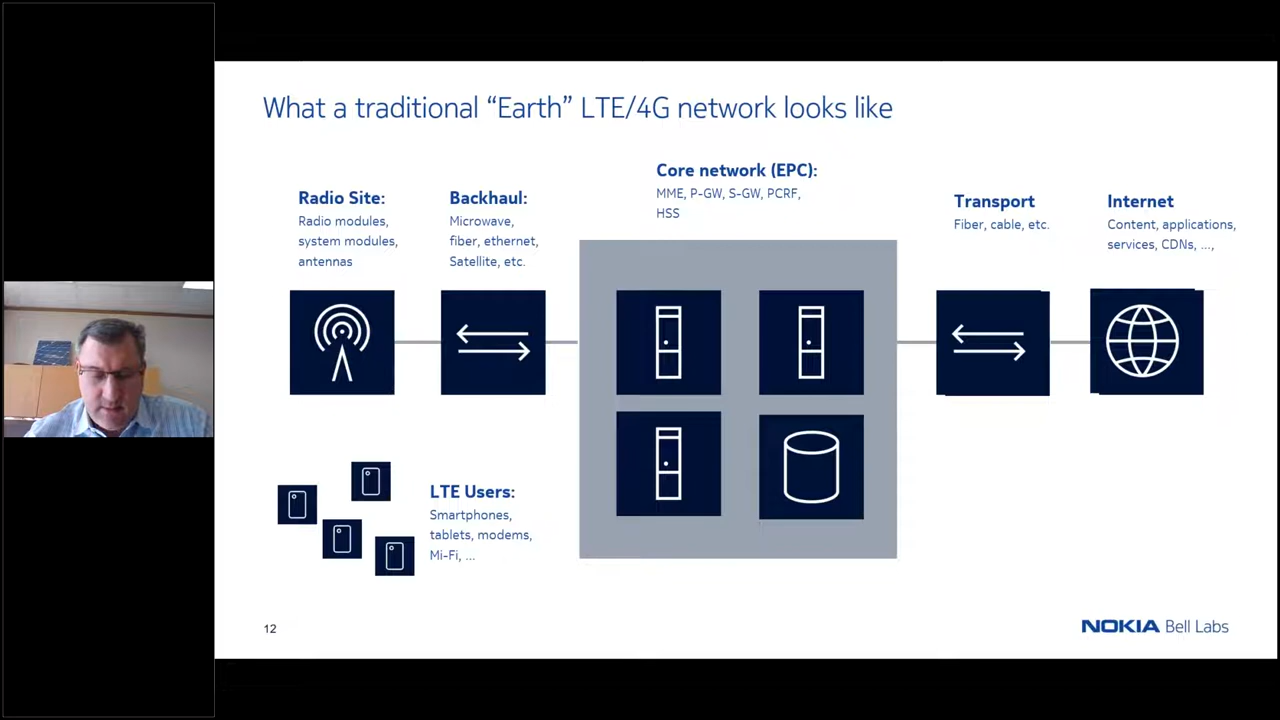 What a traditional “Earth” LTE/4G network looks like
Radio Site:
Radio modules,
system modules,
antennas
Backhaul:
Microwave,
fiber, ethernet,
Satellite, etc.
Core network (EPC):
MME, P-GW, S-GW, PCRF,
HSS
Transport
Fiber, cable, etc.
Internet
Content, applications,
services, CDNs, ...,
LTE Users:
Smartphones,
tablets, modems,
Mi-Fi, ...
12
NOKIA Bell Labs